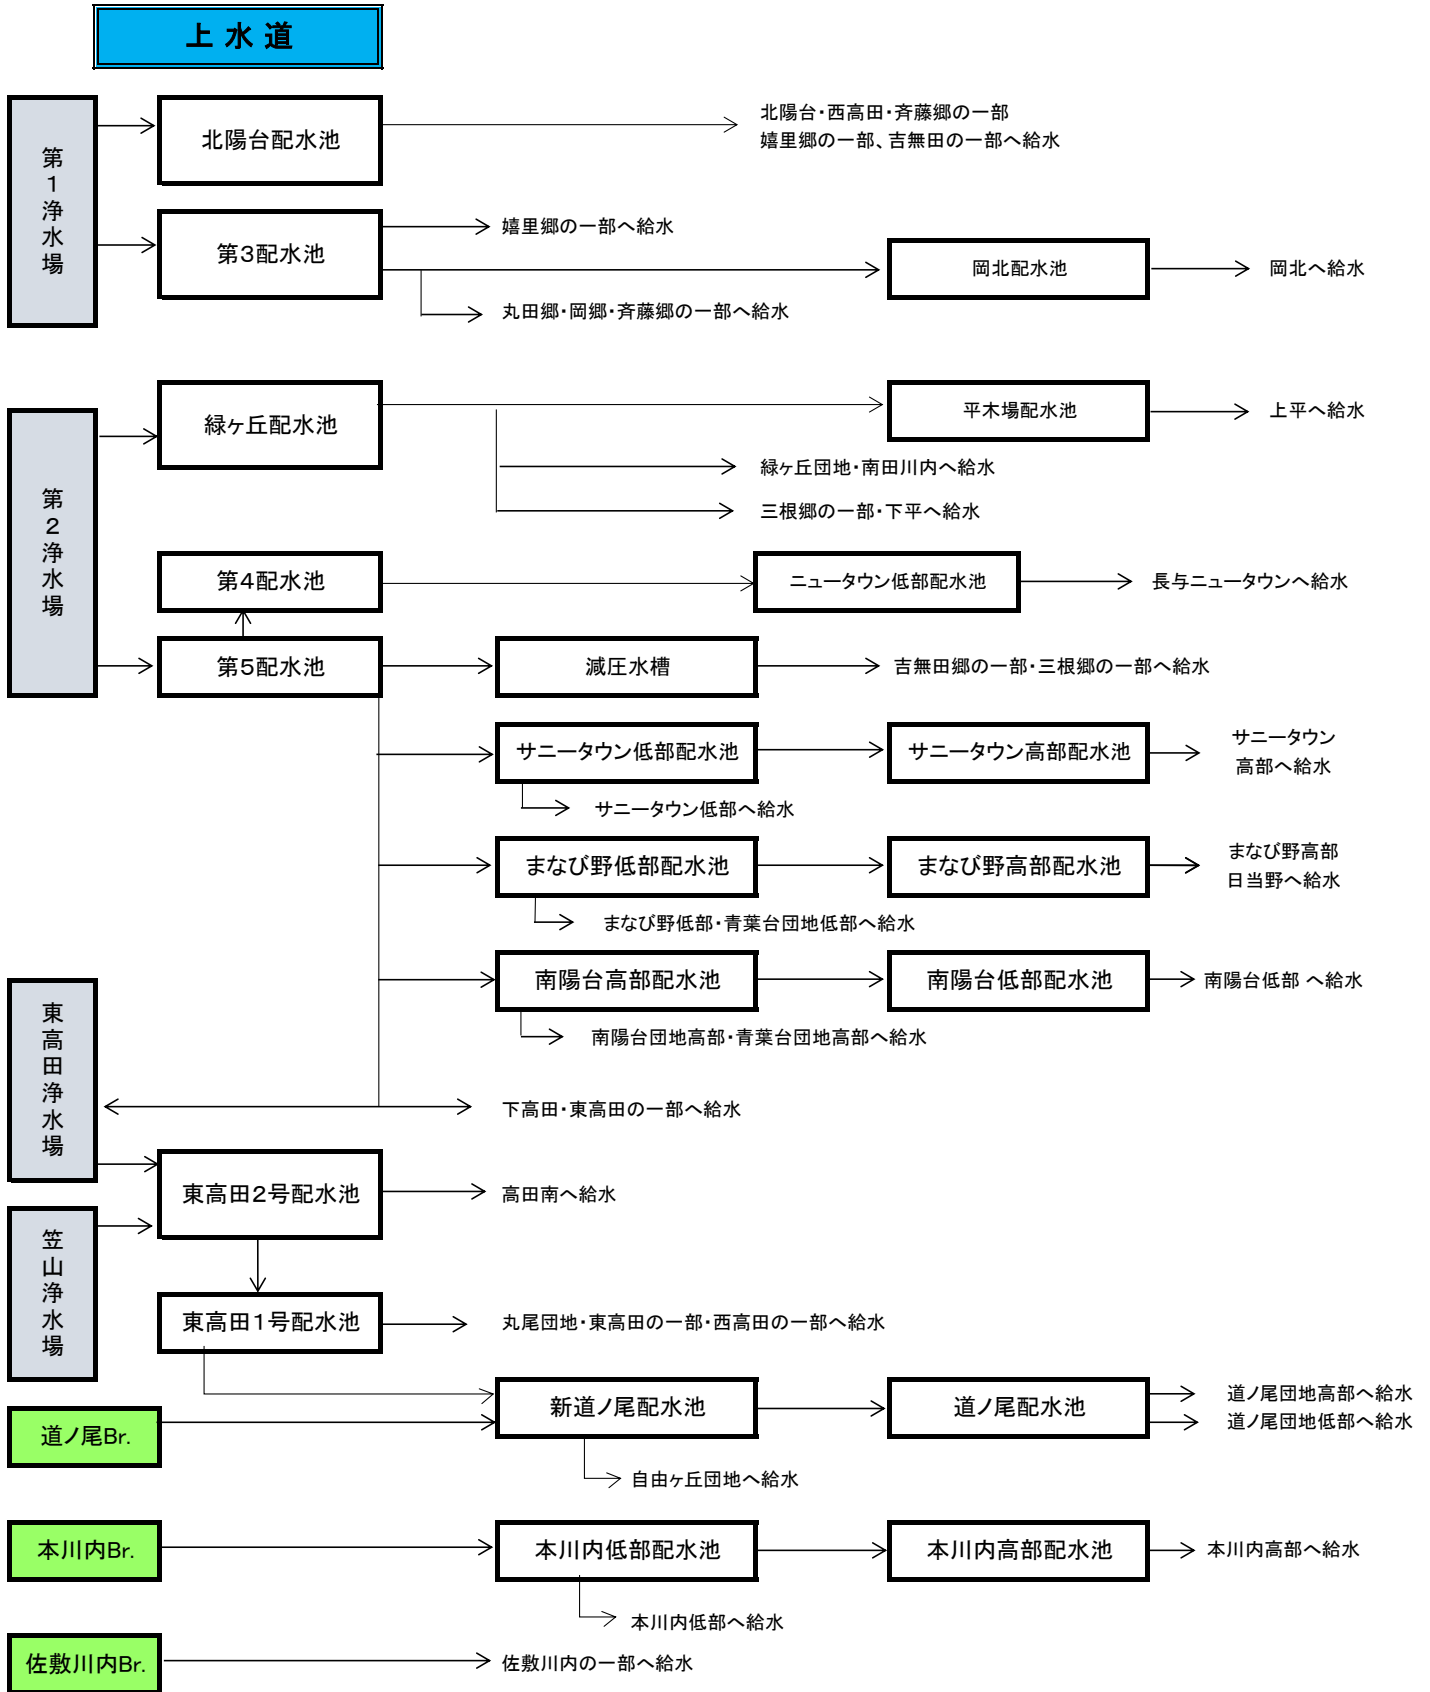 上 水 道
第1浄水場
北陽台配水池
北陽台・西高田・斉藤郷の一部
嬉里郷の一部、吉無田の一部へ給水
第3配水池
嬉里郷の一部へ給水
岡北配水池
岡北へ給水
丸田郷・岡郷・斉藤郷の一部へ給水
第2浄水場
緑ヶ丘配水池
平木場配水池
上平へ給水
緑ヶ丘団地・南田川内へ給水
三根郷の一部・下平へ給水
第4配水池
ニュータウン低部配水池
長与ニュータウンへ給水
第5配水池
減圧水槽
吉無田郷の一部・三根郷の一部へ給水
サニータウン低部配水池
サニータウン高部配水池
サニータウン
高部へ給水
サニータウン低部へ給水
まなび野低部配水池
まなび野高部配水池
まなび野高部
日当野へ給水
まなび野低部・青葉台団地低部へ給水
南陽台高部配水池
南陽台低部配水池
南陽台低部 へ給水
南陽台団地高部・青葉台団地高部へ給水
東高田浄水場
下高田・東高田の一部へ給水
東高田2号配水池
高田南へ給水
笠山浄水場
東高田1号配水池
丸尾団地・東高田の一部・西高田の一部へ給水
道ノ尾Br.
新道ノ尾配水池
道ノ尾配水池
道ノ尾団地高部へ給水
道ノ尾団地低部へ給水
自由ヶ丘団地へ給水
本川内Br.
本川内低部配水池
本川内高部配水池
本川内高部へ給水
本川内低部へ給水
佐敷川内Br.
佐敷川内の一部へ給水